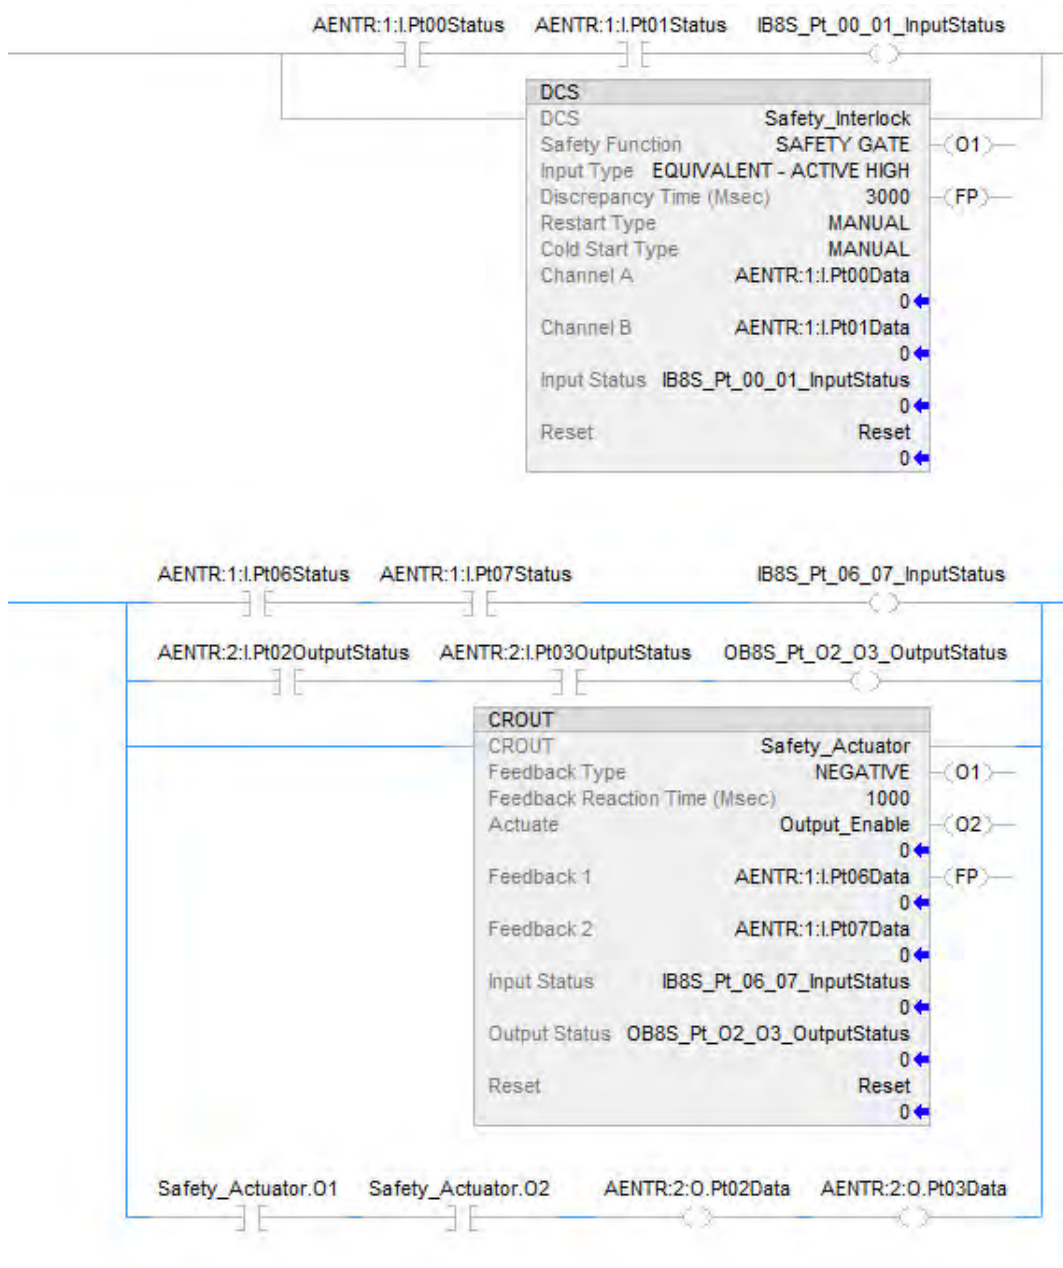 AENTR:1:I.Pt00Status AENTR:1:I.Pt01Status IB8S_Pt_00_01_InputStatus
DCS
DCS Safety_Interlock
Safety Function SAFETY GATE O1
Input Type EQUIVALENT - ACTIVE HIGH
Discrepancy Time (Msec) 3000 FP
Restart Type MANUAL
Cold Start Type MANUAL
Channel A AENTR:1:I.Pt00Data
0
Channel B AENTR:1:I.Pt01Data
0
Input Status IB8S_Pt_00_01_InputStatus
0
Reset Reset
0
AENTR:1:I.Pt06Status AENTR:1:I.Pt07Status IB8S_Pt_06_07_InputStatus
AENTR:2:I.Pt02OutputStatus AENTR:2:I.Pt03OutputStatus OB8S_Pt_O2_O3_OutputStatus
CROUT
CROUT Safety_Actuator
Feedback Type NEGATIVE O1
Feedback Reaction Time (Msec) 1000
Actuate Output_Enable O2
0
Feedback 1 AENTR:1:I.Pt06Data FP
0
Feedback 2 AENTR:1:I.Pt07Data
0
Input Status IB8S_Pt_06_07_InputStatus
0
Output Status OB8S_Pt_O2_O3_OutputStatus
0
Reset Reset
0
Safety_Actuator.O1 Safety_Actuator.O2 AENTR:2:O.Pt02Data AENTR:2:O.Pt03Data